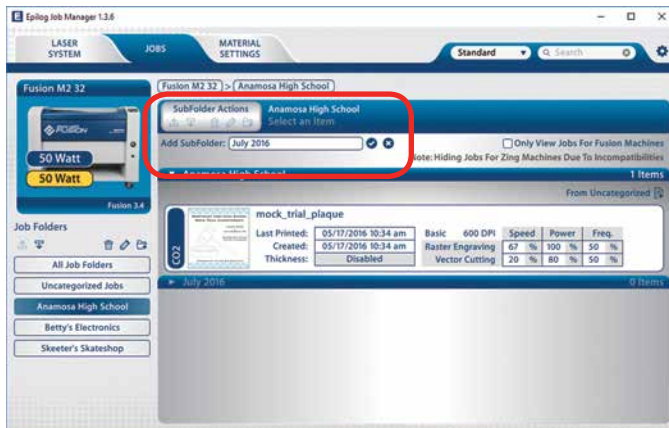 Epilog Job Manager 1.3.6
LASER SYSTEM
JOBS
MATERIAL SETTINGS
Standard
Search
Fusion M2 32
Fusion M2 32 > Anamosa High School
FUSION
50 Watt
50 Watt
Fusion 3.4
SubFolder Actions
Anamosa High School
Select an Item
Add SubFolder: July 2016
Only View Jobs For Fusion Machines
Note: Hiding Jobs For Zing Machines Due To Incompatibilities
Anamosa High School 1 Items
From Uncategorized
Job Folders
All Job Folders
Uncategorized Jobs
Anamosa High School
Betty's Electronics
Skeeter's Skateshop
CO2
mock_trial_plaque
Last Printed: 05/17/2016 10:34 am Basic 600 DPI Speed Power Freq.
Created: 05/17/2016 10:34 am Raster Engraving 67 % 100 % 50 %
Thickness: Disabled Vector Cutting 20 % 80 % 50 %
July 2016 0 Items